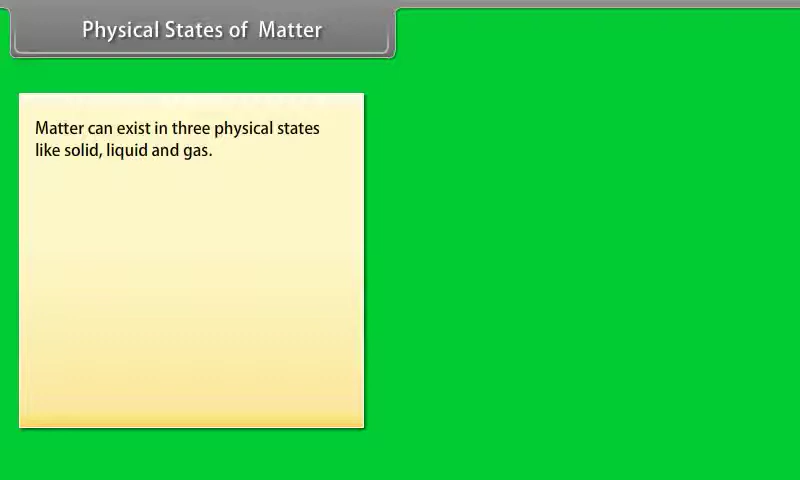 Physical States of Matter
Matter can exist in three physical states
like solid, liquid and gas.